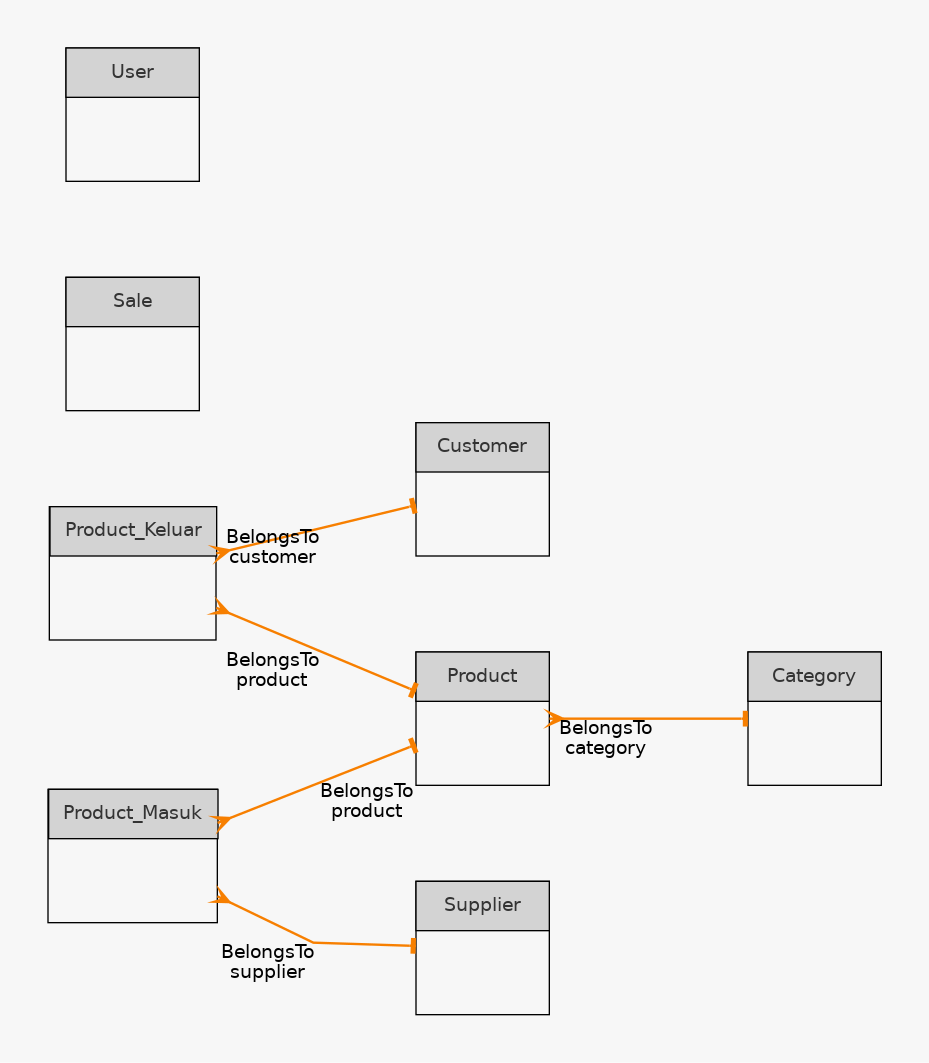 User
Sale
Customer
Product_Keluar
BelongsTo
customer
BelongsTo
product
Product
Category
BelongsTo
category
BelongsTo
product
Product_Masuk
Supplier
BelongsTo
supplier